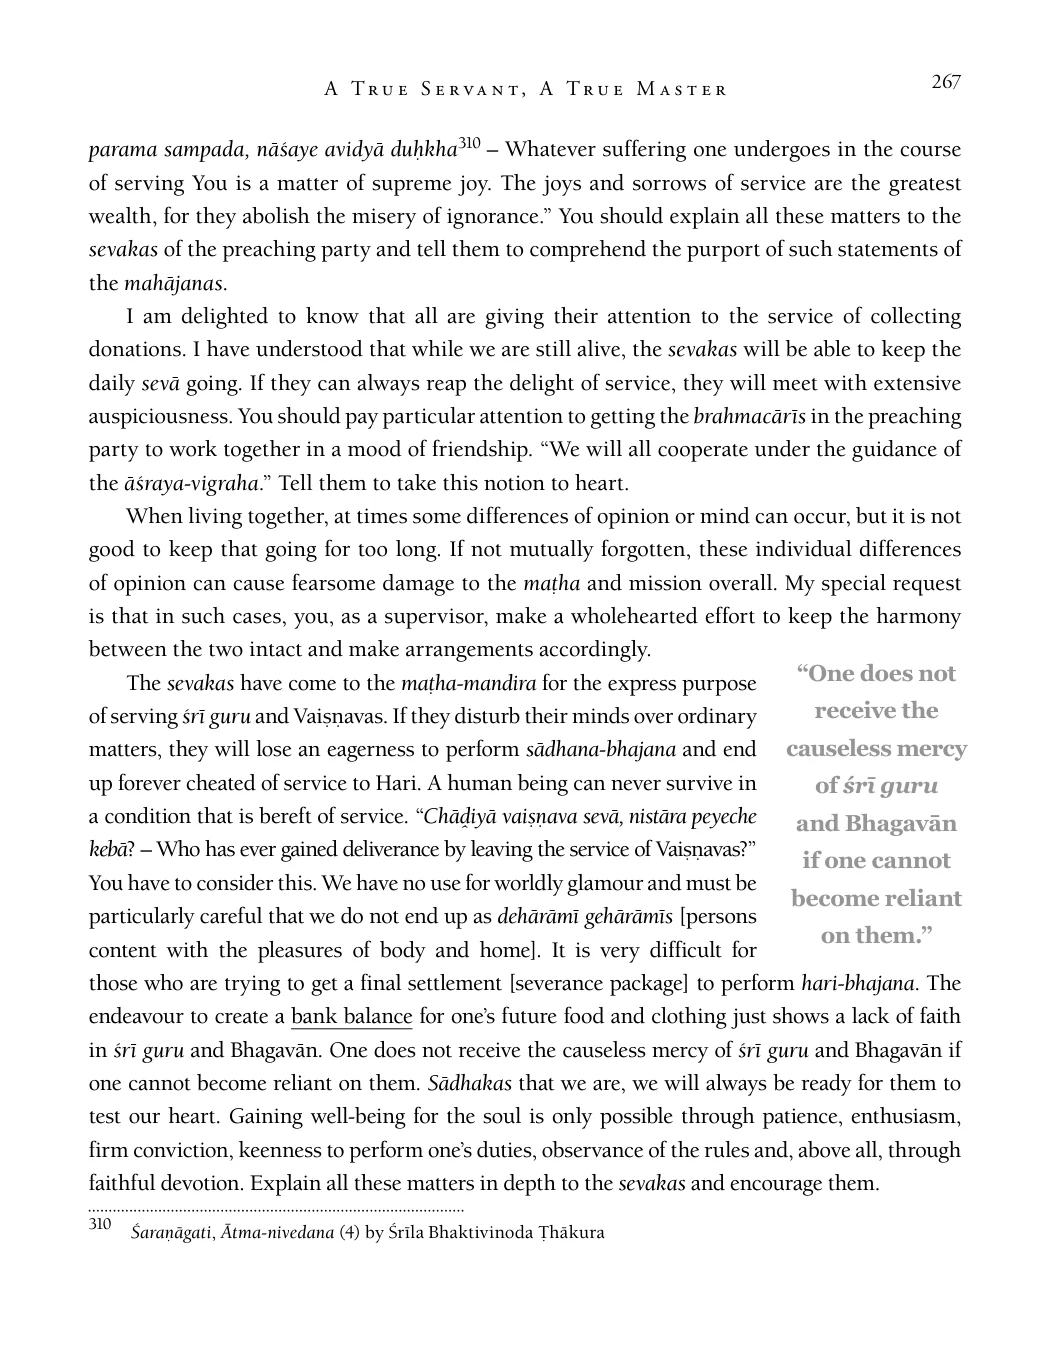 A True Servant, A True Master
267
parama sampada, nāśaye avidyā duḥkha310 – Whatever suffering one undergoes in the course
of serving You is a matter of supreme joy. The joys and sorrows of service are the greatest
wealth, for they abolish the misery of ignorance.” You should explain all these matters to the
sevakas of the preaching party and tell them to comprehend the purport of such statements of
the mahājanas.
I am delighted to know that all are giving their attention to the service of collecting
donations. I have understood that while we are still alive, the sevakas will be able to keep the
daily sevā going. If they can always reap the delight of service, they will meet with extensive
auspiciousness. You should pay particular attention to getting the brahmacārīs in the preaching
party to work together in a mood of friendship. “We will all cooperate under the guidance of
the āśraya-vigraha.” Tell them to take this notion to heart.
When living together, at times some differences of opinion or mind can occur, but it is not
good to keep that going for too long. If not mutually forgotten, these individual differences
of opinion can cause fearsome damage to the maṭha and mission overall. My special request
is that in such cases, you, as a supervisor, make a wholehearted effort to keep the harmony
between the two intact and make arrangements accordingly.
The sevakas have come to the maṭha-mandira for the express purpose
of serving śrī guru and Vaiṣṇavas. If they disturb their minds over ordinary
matters, they will lose an eagerness to perform sādhana-bhajana and end
up forever cheated of service to Hari. A human being can never survive in
a condition that is bereft of service. “Chāḍiyā vaiṣṇava sevā, nistāra peyeche
kebā? – Who has ever gained deliverance by leaving the service of Vaiṣṇavas?”
You have to consider this. We have no use for worldly glamour and must be
particularly careful that we do not end up as dehārāmī gehārāmīs [persons
content with the pleasures of body and home]. It is very difficult for
those who are trying to get a final settlement [severance package] to perform hari-bhajana. The
endeavour to create a bank balance for one’s future food and clothing just shows a lack of faith
in śrī guru and Bhagavān. One does not receive the causeless mercy of śrī guru and Bhagavān if
one cannot become reliant on them. Sādhakas that we are, we will always be ready for them to
test our heart. Gaining well-being for the soul is only possible through patience, enthusiasm,
firm conviction, keenness to perform one’s duties, observance of the rules and, above all, through
faithful devotion. Explain all these matters in depth to the sevakas and encourage them.
“One does not
receive the
causeless mercy
of śrī guru
and Bhagavān
if one cannot
become reliant
on them.”
310 Śaraṇāgati, Ātma-nivedana (4) by Śrīla Bhaktivinoda Ṭhākura